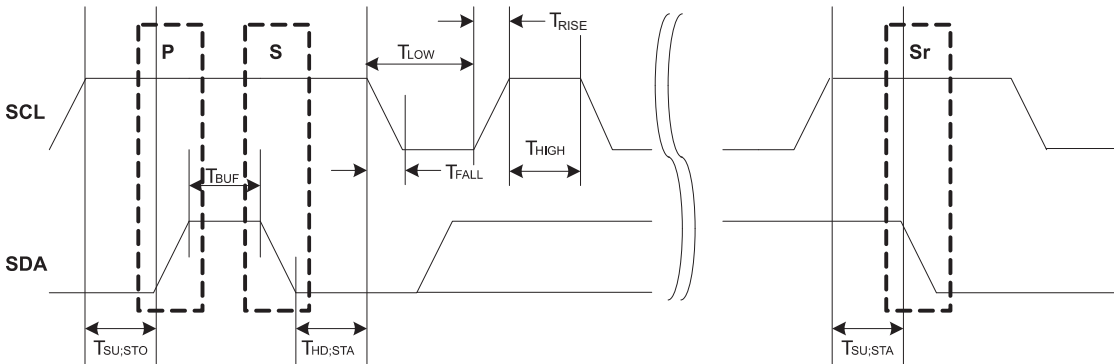 TRISE
P
S
TLOW
Sr
SCL
THIGH
TFALL
TBUF
SDA
TSU;STO
THD;STA
TSU;STA